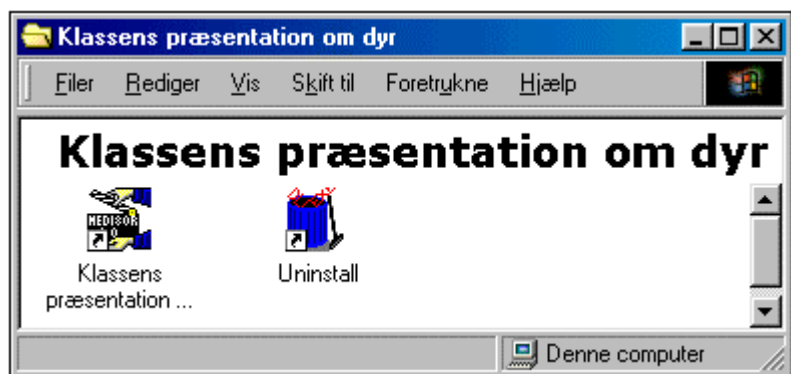 Klassens præsentation om dyr
Filer Rediger Vis Skift til Foretrukne Hjælp
Klassens præsentation om dyr
MEDISOR
Klassens
præsentation ...
Uninstall
Denne computer